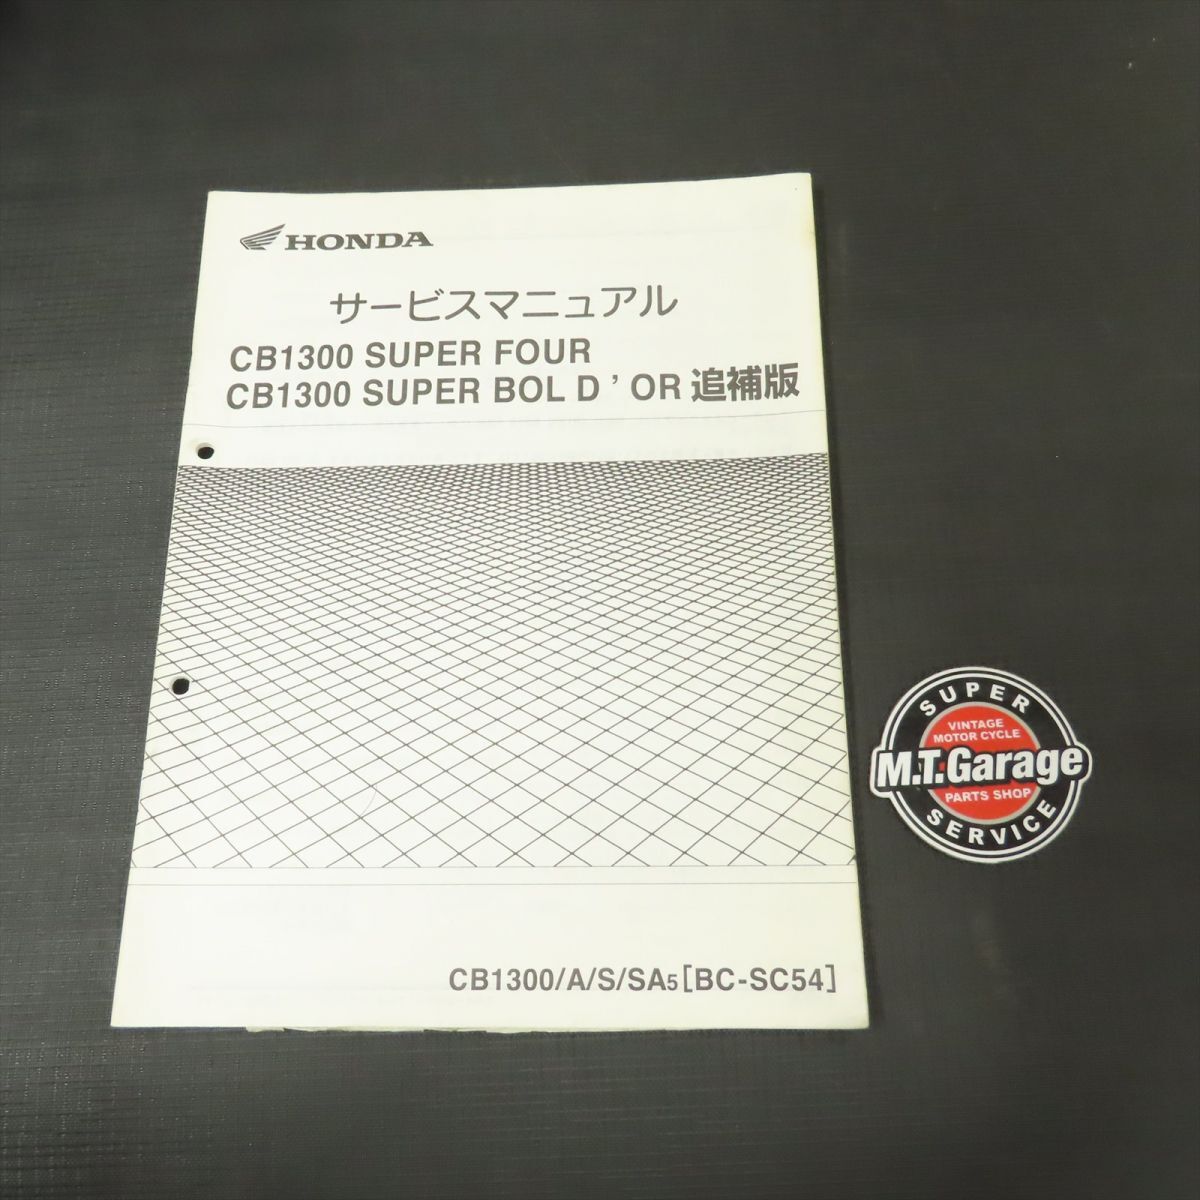 HONDA
サービスマニュアル
CB1300 SUPER FOUR
CB1300 SUPER BOL D ’ OR 追補版
CB1300/A/S/SA5[BC-SC54]
SUPER
VINTAGE
MOTOR CYCLE
M.T.Garage
PARTS SHOP
SERVICE